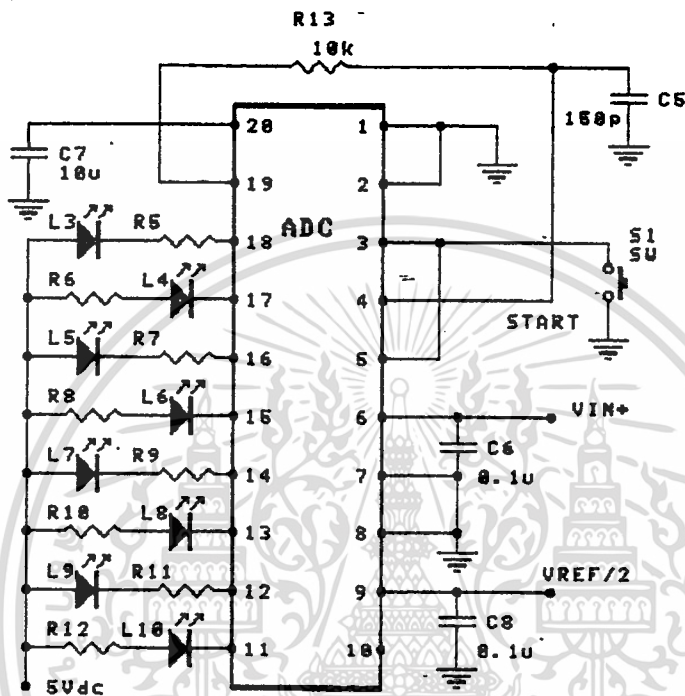 R13
10k
C5
150p
C7
10u
20
1
19
2
ADC
L3
R5
18
3
S1
SW
R6
L4
17
4
START
L5
R7
16
5
R8
L6
15
6
VIN+
L7
R9
14
7
C6
0.1u
R10
L8
13
8
L9
R11
12
9
VREF/2
R12
L10
11
10
C8
0.1u
5Vdc